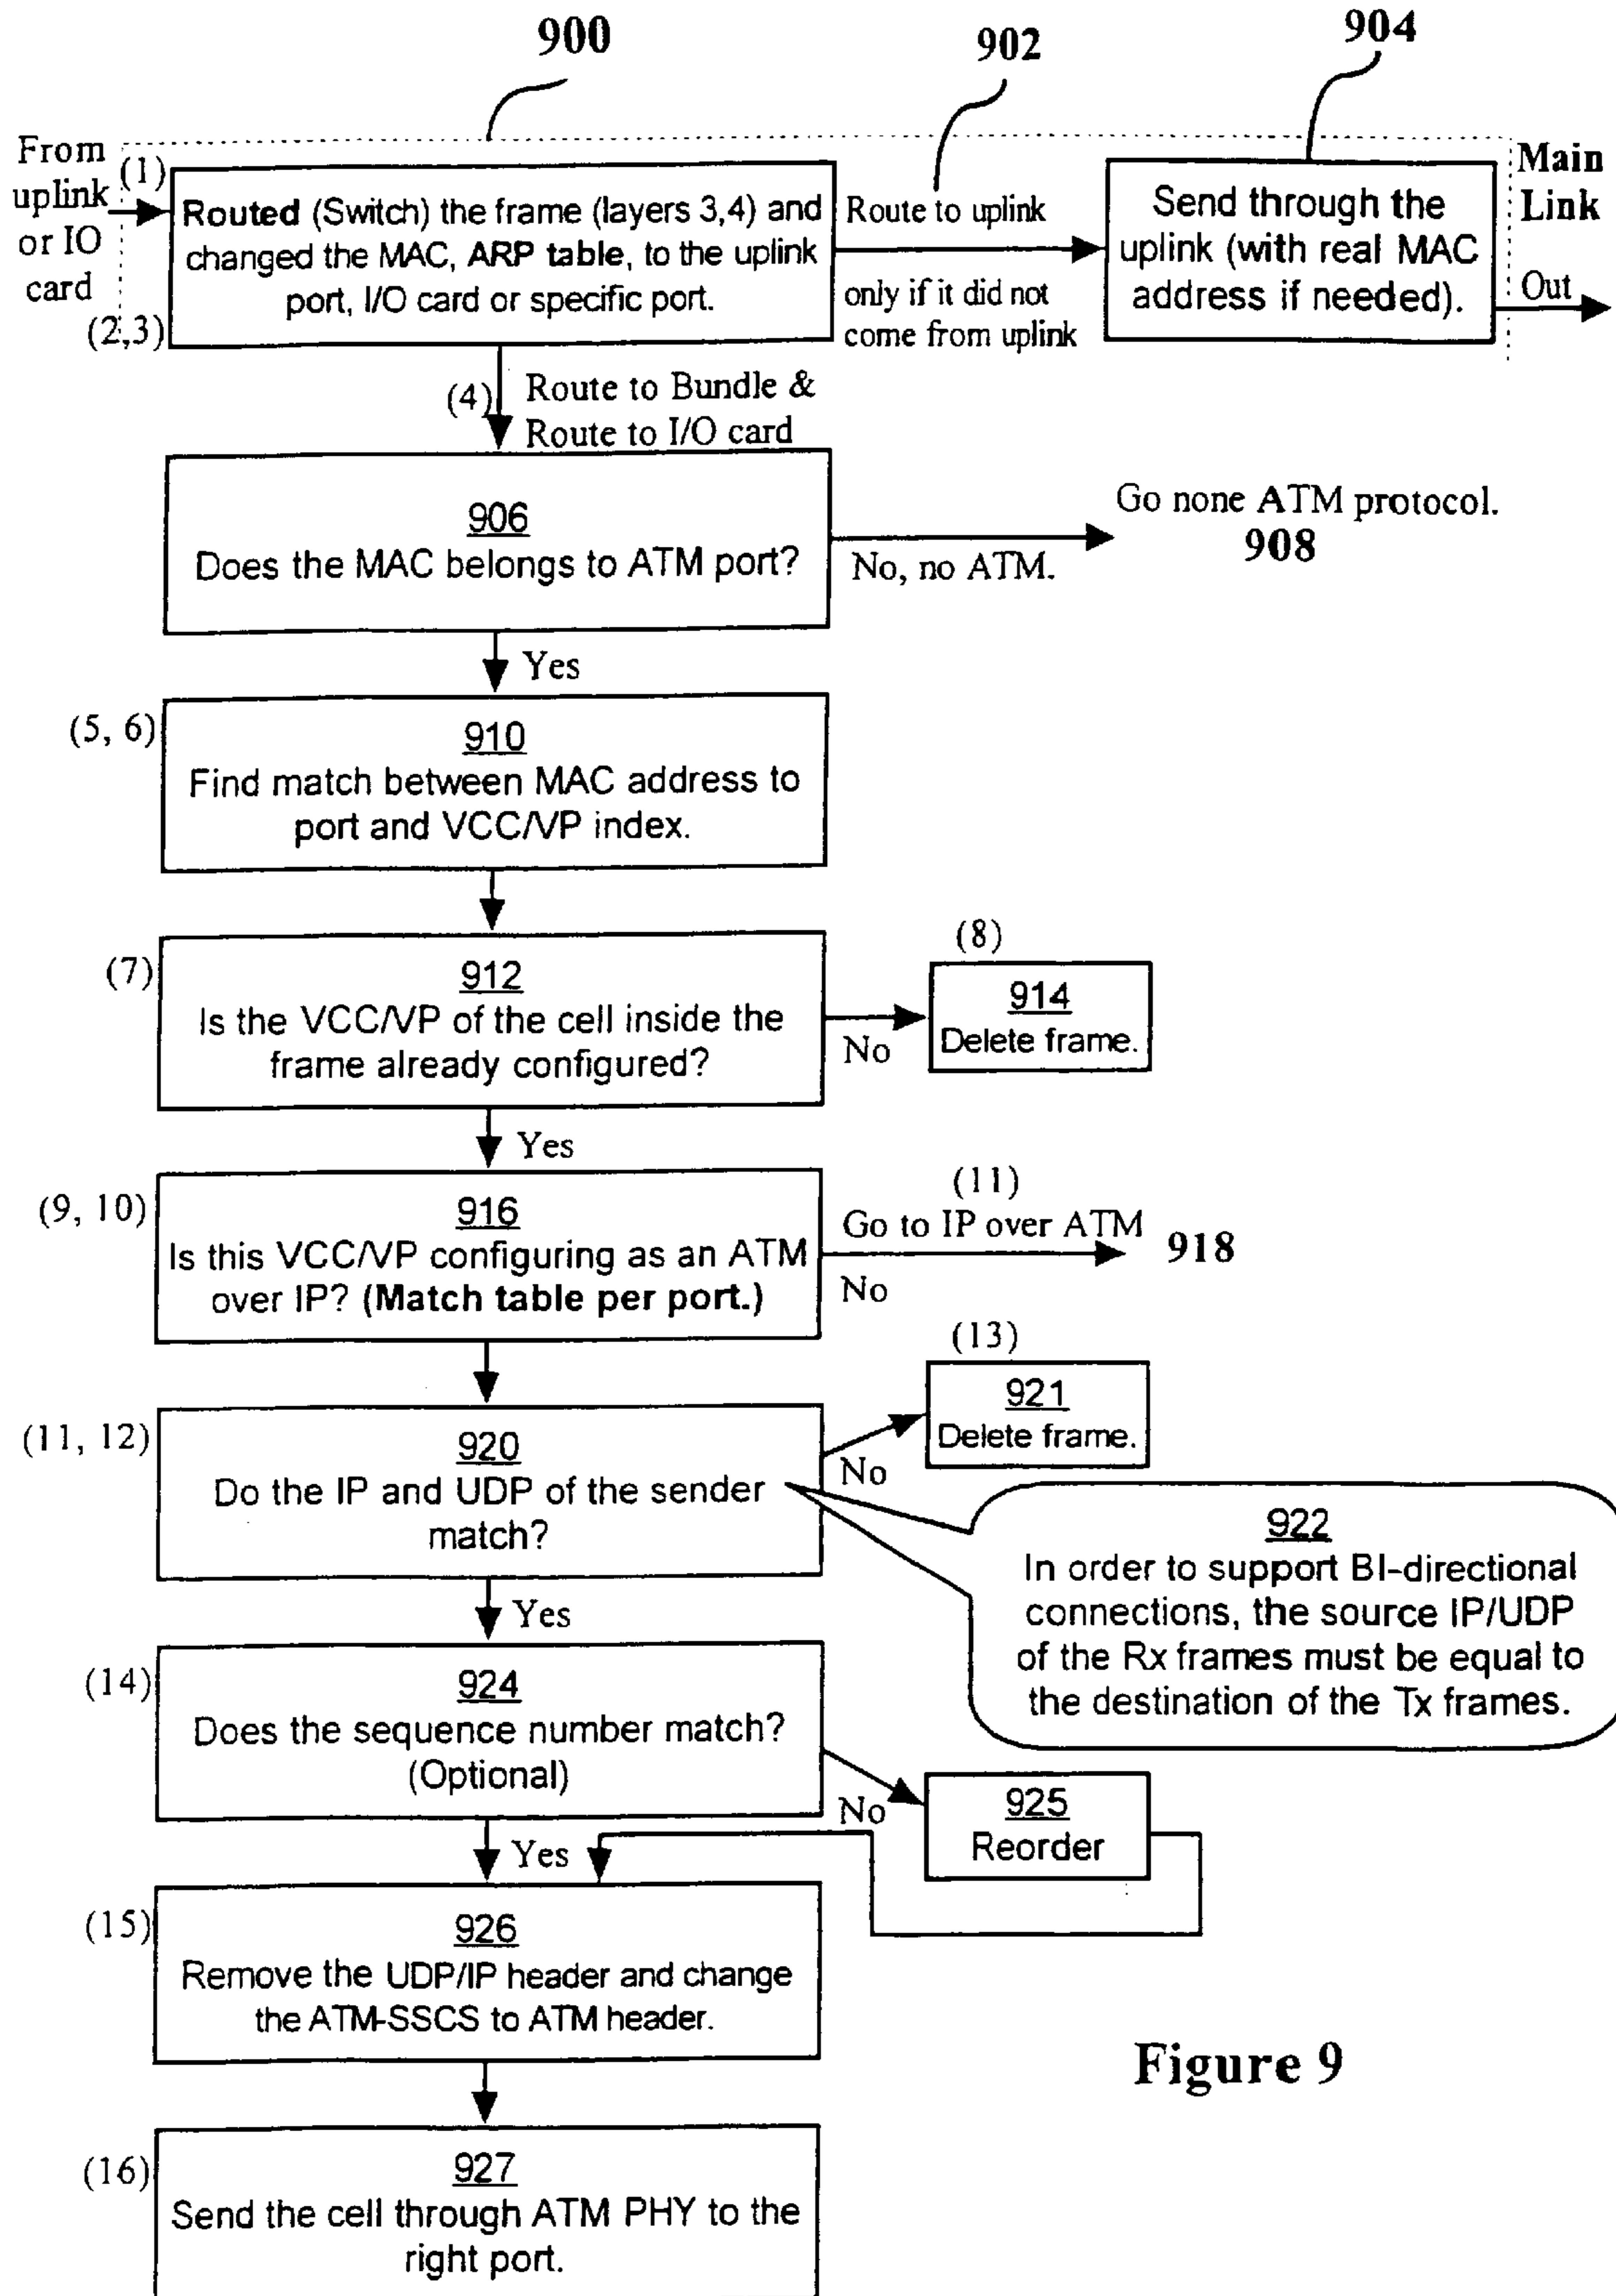 900
902
904
From
uplink
or IO
card
(1)
(2,3)
Routed (Switch) the frame (layers 3,4) and
changed the MAC, ARP table, to the uplink
port, I/O card or specific port.
Route to uplink
only if it did not
come from uplink
Send through the
uplink (with real MAC
address if needed).
Main
Link
Out
(4)
Route to Bundle &
Route to I/O card
906
Does the MAC belongs to ATM port?
No, no ATM.
Go none ATM protocol.
908
Yes
(5, 6)
910
Find match between MAC address to
port and VCC/VP index.
(7)
912
Is the VCC/VP of the cell inside the
frame already configured?
No
(8)
914
Delete frame.
Yes
(9, 10)
916
Is this VCC/VP configuring as an ATM
over IP? (Match table per port.)
(11)
Go to IP over ATM
No
918
(11, 12)
920
Do the IP and UDP of the sender
match?
No
(13)
921
Delete frame.
922
In order to support BI-directional
connections, the source IP/UDP
of the Rx frames must be equal to
the destination of the Tx frames.
Yes
(14)
924
Does the sequence number match?
(Optional)
No
925
Reorder
Yes
(15)
926
Remove the UDP/IP header and change
the ATM-SSCS to ATM header.
(16)
927
Send the cell through ATM PHY to the
right port.
Figure 9